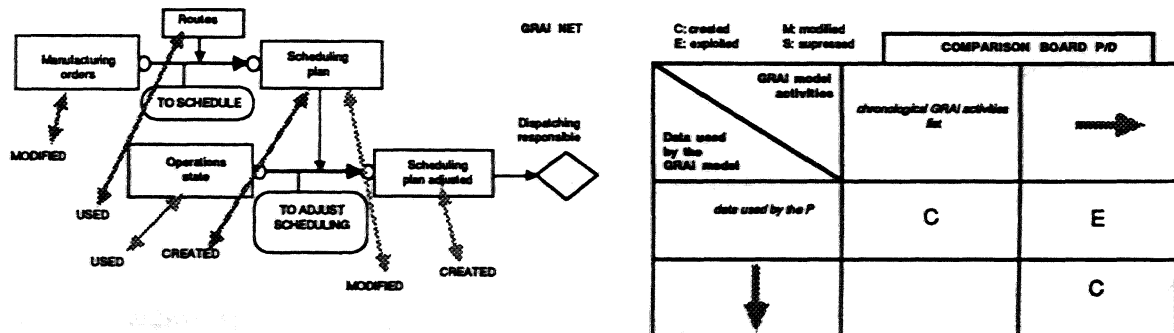 Routes
GRAI NET
Manufacturing
orders
Scheduling
plan
TO SCHEDULE
Dispatching
responsible
MODIFIED
Operations
state
Scheduling
plan adjusted
USED
TO ADJUST
SCHEDULING
USED
CREATED
MODIFIED
CREATED
C: created M: modified
E: exploited S: supressed
COMPARISON BOARD P/D
GRAI model
activities
chronological GRAI activities
list
Data used
by the
GRAI model
data used by the P
C
E
C